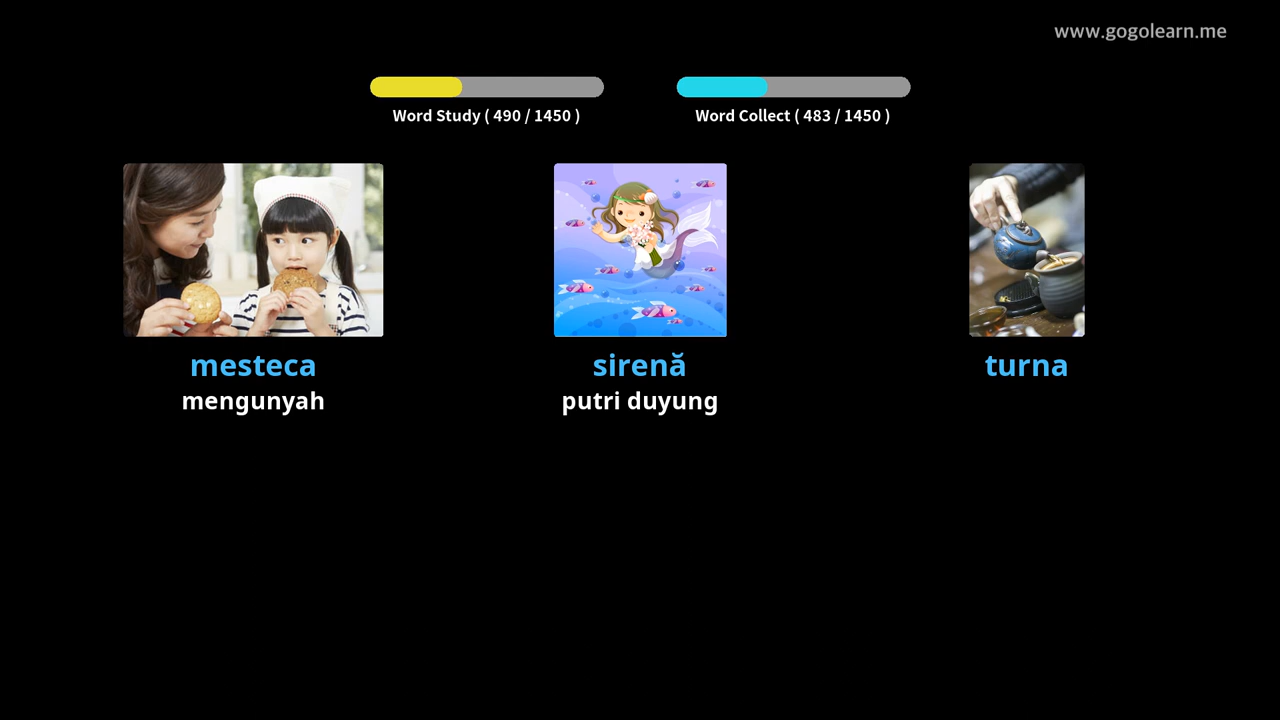 www.gogolearn.me
Word Study ( 490 / 1450 )
Word Collect ( 483 / 1450 )
mesteca
mengunyah
sirenă
putri duyung
turna